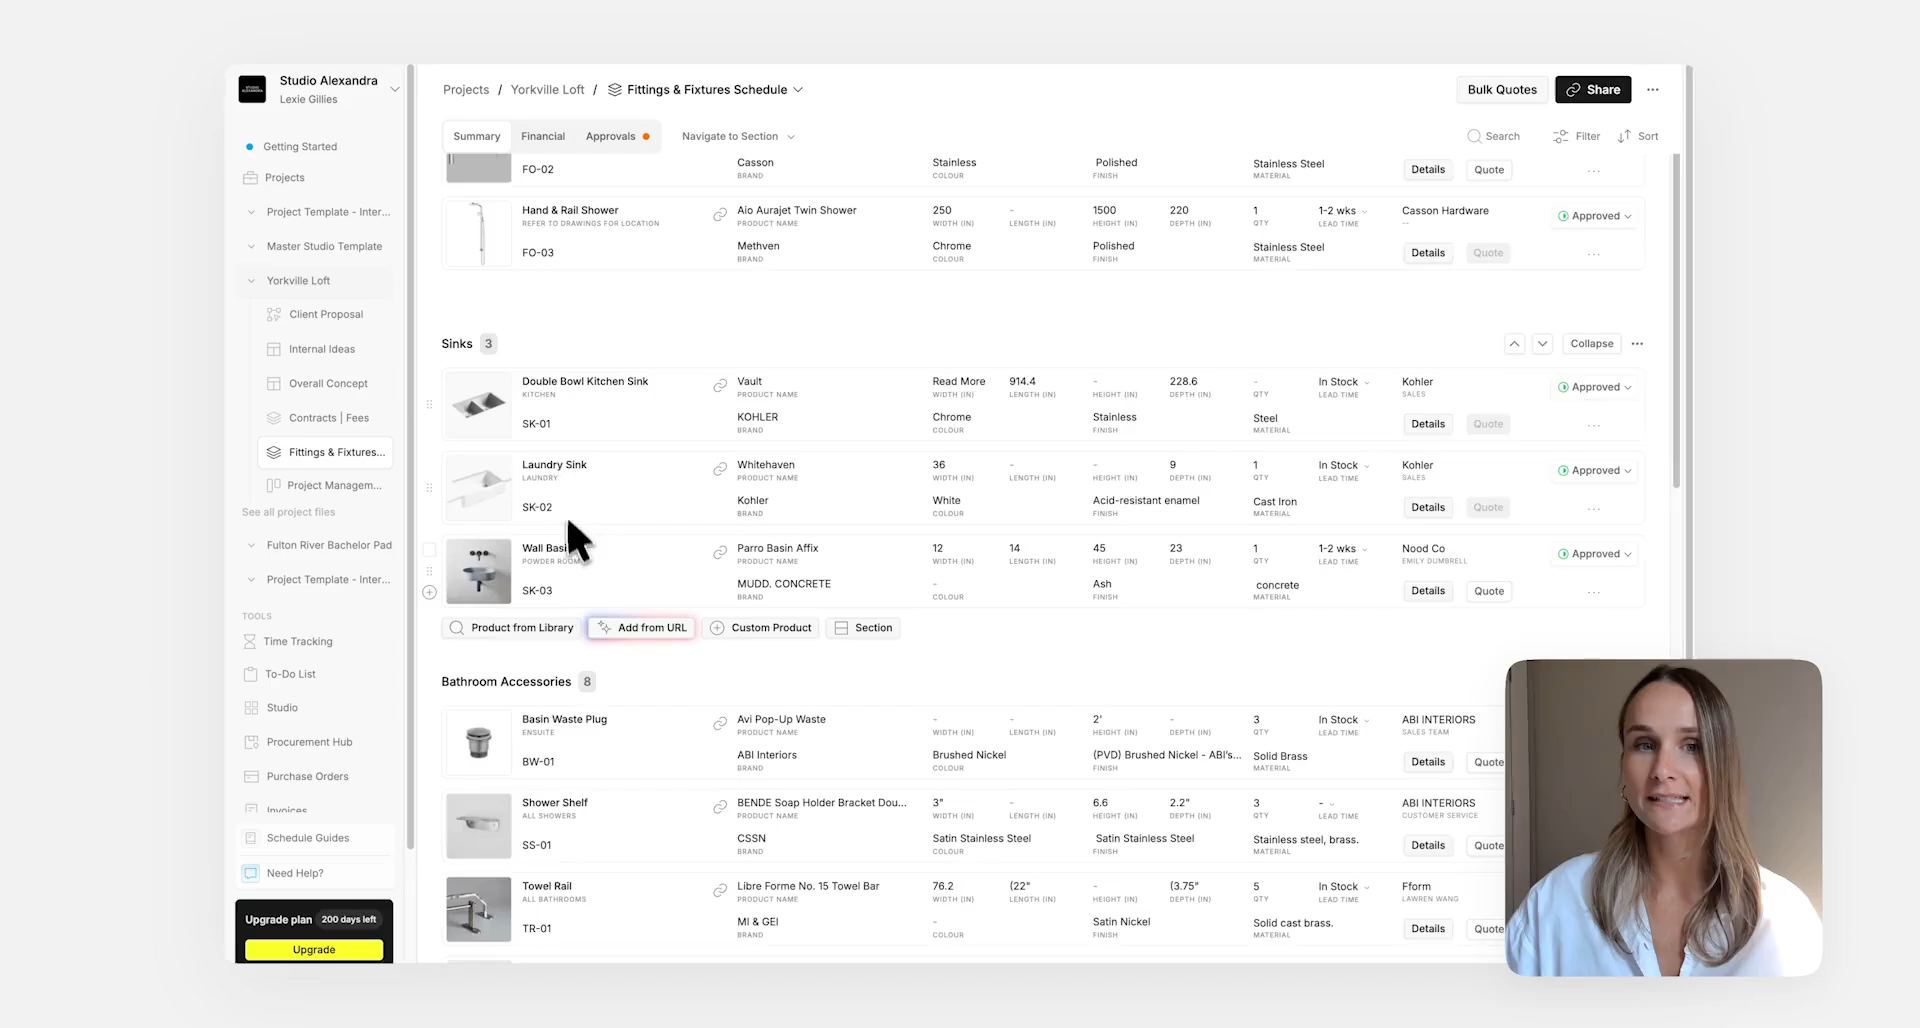 Studio Alexandra
Lexie Gillies
Getting Started
Projects
Project Template - Inter...
Master Studio Template
Yorkville Loft
Client Proposal
Internal Ideas
Overall Concept
Contracts | Fees
Fittings & Fixtures...
Project Managem...
See all project files
Fulton River Bachelor Pad
Project Template - Inter...
TOOLS
Time Tracking
To-Do List
Studio
Procurement Hub
Purchase Orders
Invoices
Schedule Guides
Need Help?
Upgrade plan 200 days left
Upgrade
Projects / Yorkville Loft / Fittings & Fixtures Schedule
Bulk Quotes Share ...
Summary Financial Approvals Navigate to Section Search Filter Sort
FO-02 Casson Stainless Polished Stainless Steel Details Quote ...
BRAND COLOUR FINISH MATERIAL
Hand & Rail Shower Aio Aurajet Twin Shower 250 - 1500 220 1 1-2 wks Casson Hardware Approved
REFER TO DRAWINGS FOR LOCATION PRODUCT NAME WIDTH (IN) LENGTH (IN) HEIGHT (IN) DEPTH (IN) QTY LEAD TIME --
FO-03 Methven Chrome Polished Stainless Steel Details Quote ...
BRAND COLOUR FINISH MATERIAL
Sinks 3 Collapse ...
Double Bowl Kitchen Sink Vault Read More 914.4 - 228.6 - In Stock Kohler Approved
KITCHEN PRODUCT NAME WIDTH (IN) LENGTH (IN) HEIGHT (IN) DEPTH (IN) QTY LEAD TIME SALES
SK-01 KOHLER Chrome Stainless Steel Details Quote ...
BRAND COLOUR FINISH MATERIAL
Laundry Sink Whitehaven 36 - - 9 1 In Stock Kohler Approved
LAUNDRY PRODUCT NAME WIDTH (IN) LENGTH (IN) HEIGHT (IN) DEPTH (IN) QTY LEAD TIME SALES
SK-02 Kohler White Acid-resistant enamel Cast Iron Details Quote ...
BRAND COLOUR FINISH MATERIAL
Wall Parro Basin Affix 12 14 45 23 1 1-2 wks Nood Co Approved
POWDER ROOM PRODUCT NAME WIDTH (IN) LENGTH (IN) HEIGHT (IN) DEPTH (IN) QTY LEAD TIME EMILY DUMBRELL
SK-03 MUDD. CONCRETE - Ash concrete Details Quote ...
BRAND COLOUR FINISH MATERIAL
Product from Library Add from URL Custom Product Section
Bathroom Accessories 8
Basin Waste Plug Avi Pop-Up Waste - - 2' - 3 In Stock ABI INTERIORS
ENSUITE PRODUCT NAME WIDTH (IN) LENGTH (IN) HEIGHT (IN) DEPTH (IN) QTY LEAD TIME SALES TEAM
BW-01 ABI Interiors Brushed Nickel (PVD) Brushed Nickel - ABI's... Solid Brass Details Quote
BRAND COLOUR FINISH MATERIAL
Shower Shelf BENDE Soap Holder Bracket Dou... 3" - 6.6 2.2" 3 - ABI INTERIORS
ALL SHOWERS PRODUCT NAME WIDTH (IN) LENGTH (IN) HEIGHT (IN) DEPTH (IN) QTY LEAD TIME CUSTOMER SERVICE
SS-01 CSSN Satin Stainless Steel Satin Stainless Steel Stainless steel, brass. Details Quote
BRAND COLOUR FINISH MATERIAL
Towel Rail Libre Forme No. 15 Towel Bar 76.2 (22" - (3.75" 5 In Stock Fform
ALL BATHROOMS PRODUCT NAME WIDTH (IN) LENGTH (IN) HEIGHT (IN) DEPTH (IN) QTY LEAD TIME LAWREN WANG
TR-01 MI & GEI - Satin Nickel Solid cast brass. Details Quote
BRAND COLOUR FINISH MATERIAL